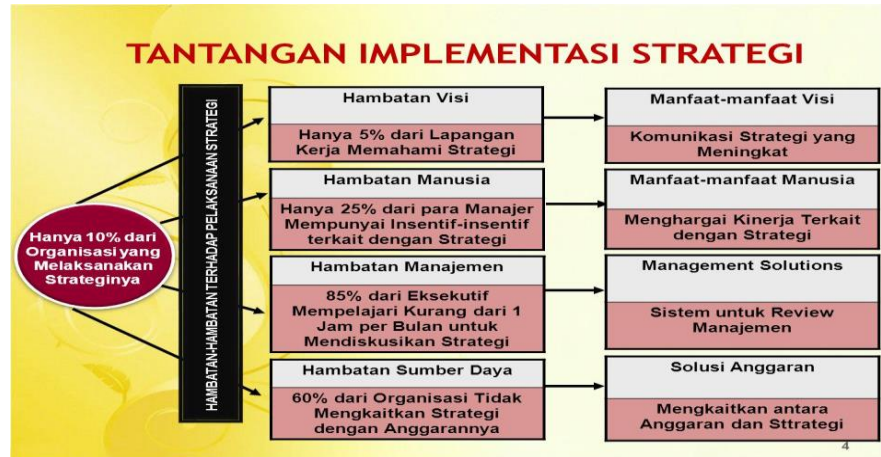 TANTANGAN IMPLEMENTASI STRATEGI
Hanya 10% dari
Organisasi yang
Melaksanakan
Strateginya
HAMBATAN-HAMBATAN TERHADAP PELAKSANAAN STRATEGI
Hambatan Visi
Hanya 5% dari Lapangan
Kerja Memahami Strategi
Manfaat-manfaat Visi
Komunikasi Strategi yang
Meningkat
Hambatan Manusia
Hanya 25% dari para Manajer
Mempunyai Insentif-insentif
terkait dengan Strategi
Manfaat-manfaat Manusia
Menghargai Kinerja Terkait
dengan Strategi
Hambatan Manajemen
85% dari Eksekutif
Mempelajari Kurang dari 1
Jam per Bulan untuk
Mendiskusikan Strategi
Management Solutions
Sistem untuk Review
Manajemen
Hambatan Sumber Daya
60% dari Organisasi Tidak
Mengkaitkan Strategi
dengan Anggarannya
Solusi Anggaran
Mengkaitkan antara
Anggaran dan Sttrategi
4